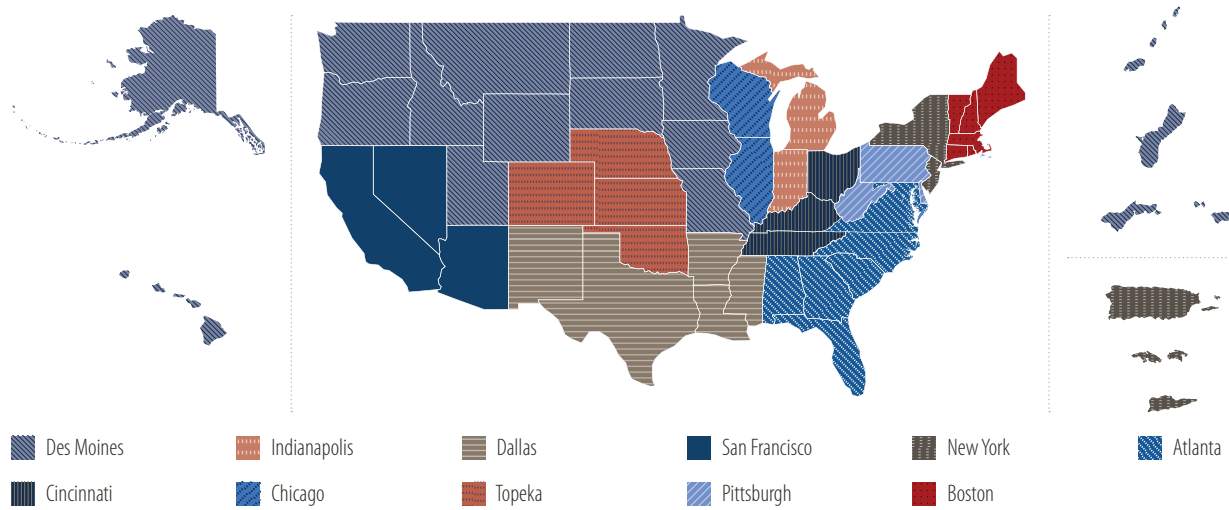 Des Moines
Indianapolis
Dallas
San Francisco
New York
Atlanta
Cincinnati
Chicago
Topeka
Pittsburgh
Boston